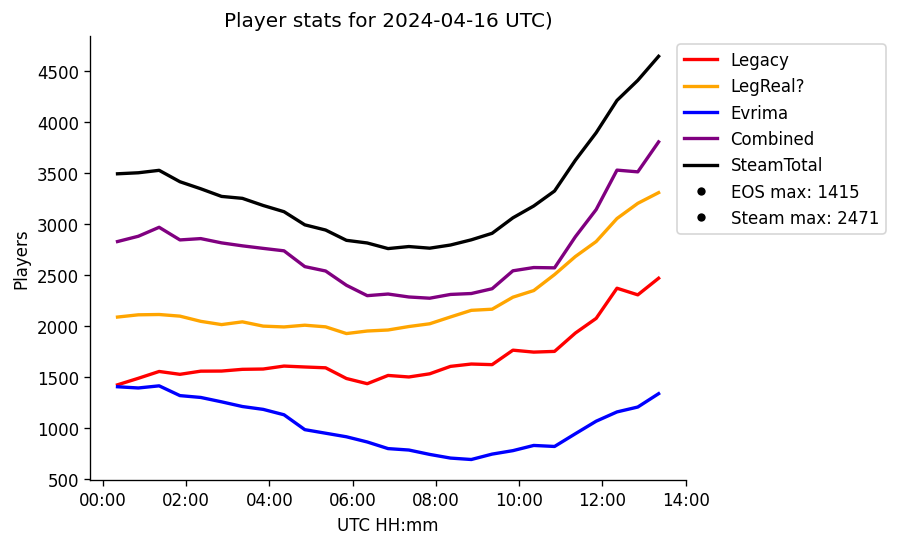 Player stats for 2024-04-16 UTC)
Legacy
LegReal?
Evrima
Combined
SteamTotal
EOS max: 1415
Steam max: 2471
Players
4500
4000
3500
3000
2500
2000
1500
1000
500
00:00 02:00 04:00 06:00 08:00 10:00 12:00 14:00
UTC HH:mm